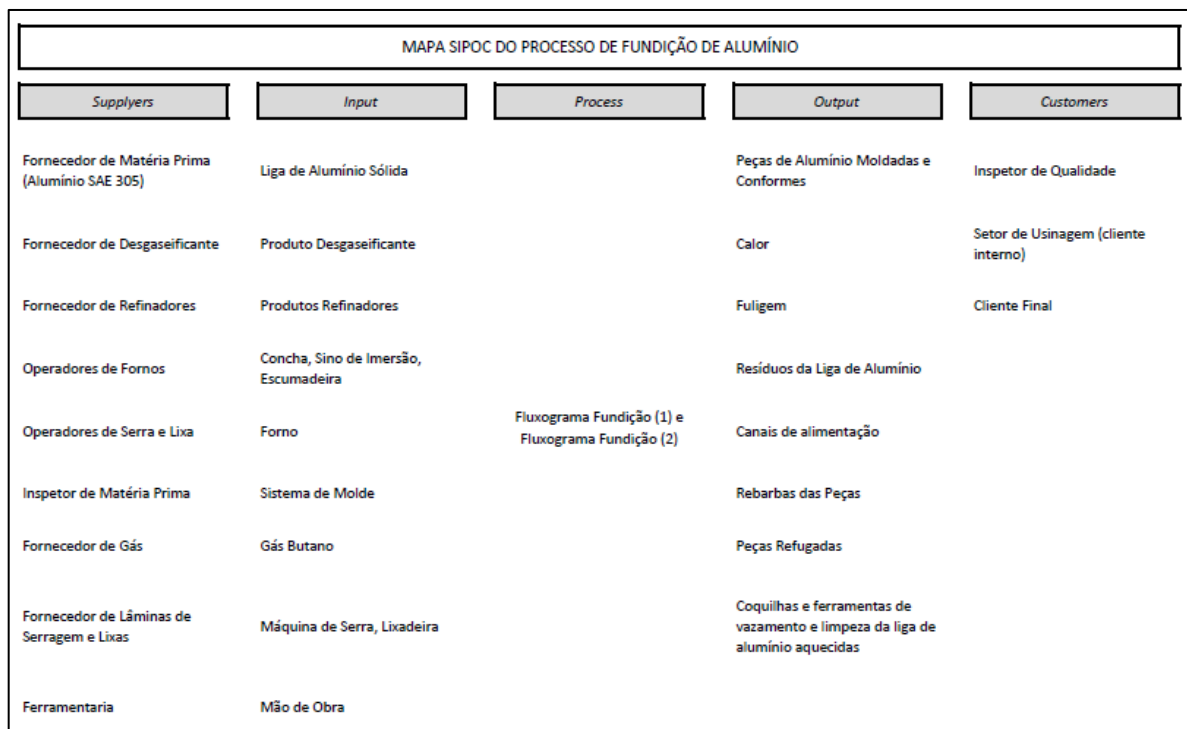 MAPA SIPOC DO PROCESSO DE FUNDIÇÃO DE ALUMÍNIO
Supplyers
Input
Process
Output
Customers
Fornecedor de Matéria Prima
(Alumínio SAE 305)
Liga de Alumínio Sólida
Peças de Alumínio Moldadas e
Conformes
Inspetor de Qualidade
Fornecedor de Desgaseificante
Produto Desgaseificante
Calor
Setor de Usinagem (cliente
interno)
Fornecedor de Refinadores
Produtos Refinadores
Fuligem
Cliente Final
Operadores de Fornos
Concha, Sino de Imersão,
Escumadeira
Resíduos da Liga de Alumínio
Operadores de Serra e Lixa
Forno
Fluxograma Fundição (1) e
Fluxograma Fundição (2)
Canais de alimentação
Inspetor de Matéria Prima
Sistema de Molde
Rebarbas das Peças
Fornecedor de Gás
Gás Butano
Peças Refugadas
Fornecedor de Lâminas de
Serragem e Lixas
Máquina de Serra, Lixadeira
Coquilhas e ferramentas de
vazamento e limpeza da liga de
alumínio aquecidas
Ferramentaria
Mão de Obra